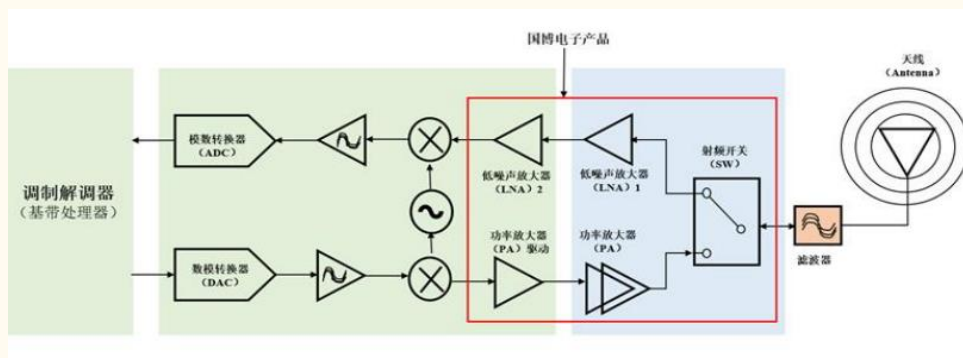 国博电子产品
天线
（Antenna）
模数转换器
（ADC）
低噪声放大器
（LNA）2
低噪声放大器
（LNA）1
射频开关
（SW）
调制解调器
（基带处理器）
功率放大器
（PA）驱动
功率放大器
（PA）
滤波器
数模转换器
（DAC）